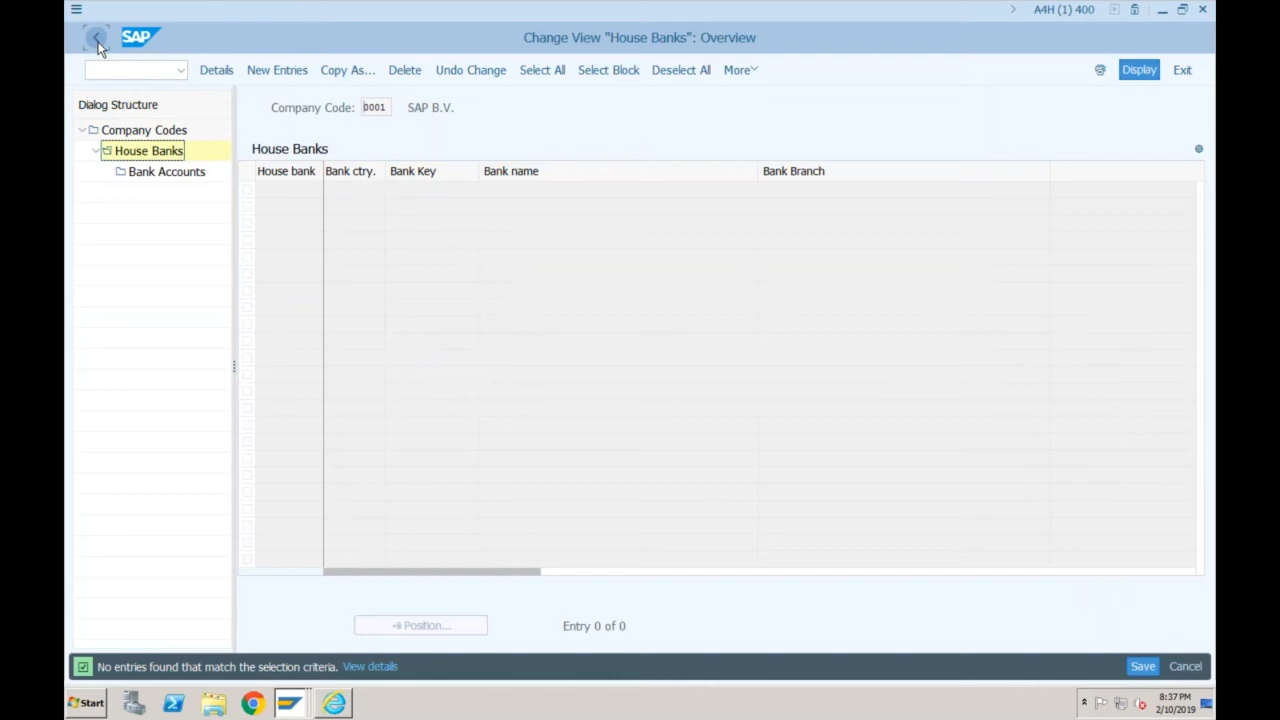 A4H (1) 400
SAP
Change View "House Banks": Overview
Details New Entries Copy As... Delete Undo Change Select All Select Block Deselect All More Display Exit
Dialog Structure
Company Codes
House Banks
Bank Accounts
Company Code: 0001 SAP B.V.
House Banks
House bank Bank ctry. Bank Key Bank name Bank Branch
Position... Entry 0 of 0
No entries found that match the selection criteria. View details Save Cancel
Start
8:37 PM
2/10/2019